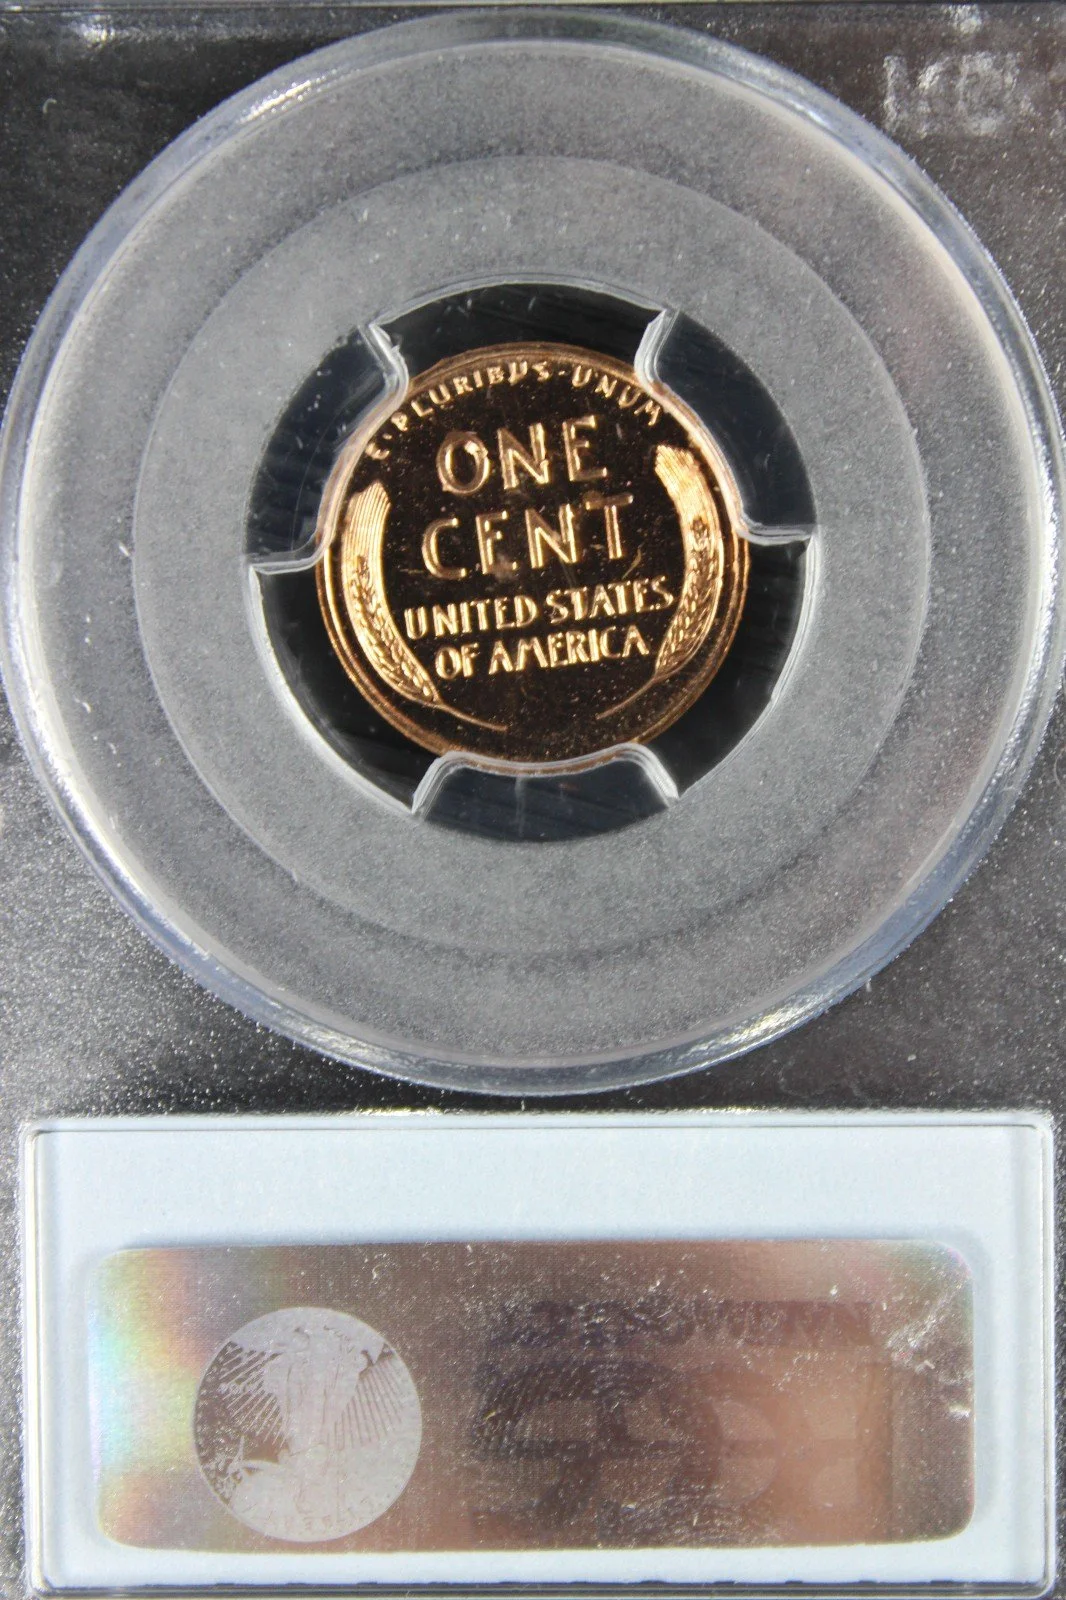 E·PLURIBUS·UNUM
ONE
CENT
UNITED STATES
OF AMERICA